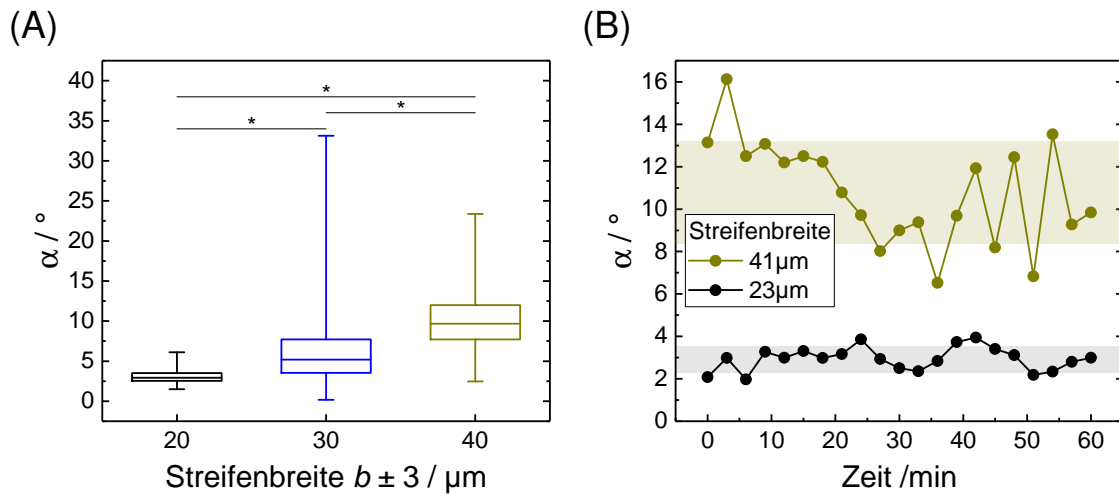 (A)
α / °
40
35
30
25
20
15
10
5
0
*
*
*
20 30 40
Streifenbreite b ± 3 / µm
(B)
α / °
16
14
12
10
8
6
4
2
0
Streifenbreite
41µm
23µm
0 10 20 30 40 50 60
Zeit /min